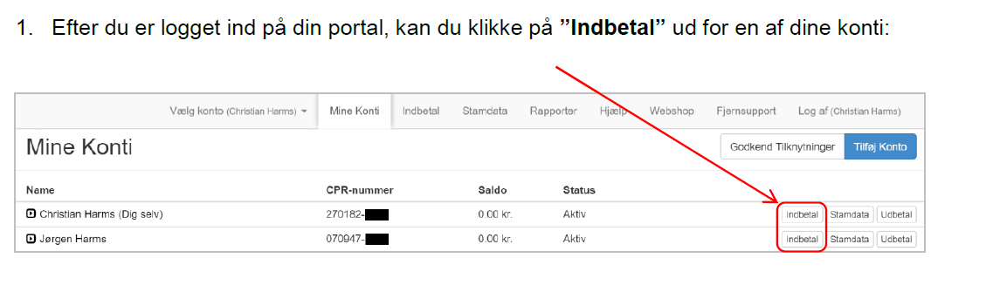 1. Efter du er logget ind på din portal, kan du klikke på ”Indbetal” ud for en af dine konti:
Vælg konto (Christian Harms) Mine Konti Indbetal Stamdata Rapporter Hjælp Webshop Fjernsupport Log af (Christian Harms)
Mine Konti Godkend Tilknytninger Tilføj Konto
Name CPR-nummer Saldo Status
Christian Harms (Dig selv) 270182- 0.00 kr. Aktiv Indbetal Stamdata Udbetal
Jørgen Harms 070947- 0.00 kr. Aktiv Indbetal Stamdata Udbetal